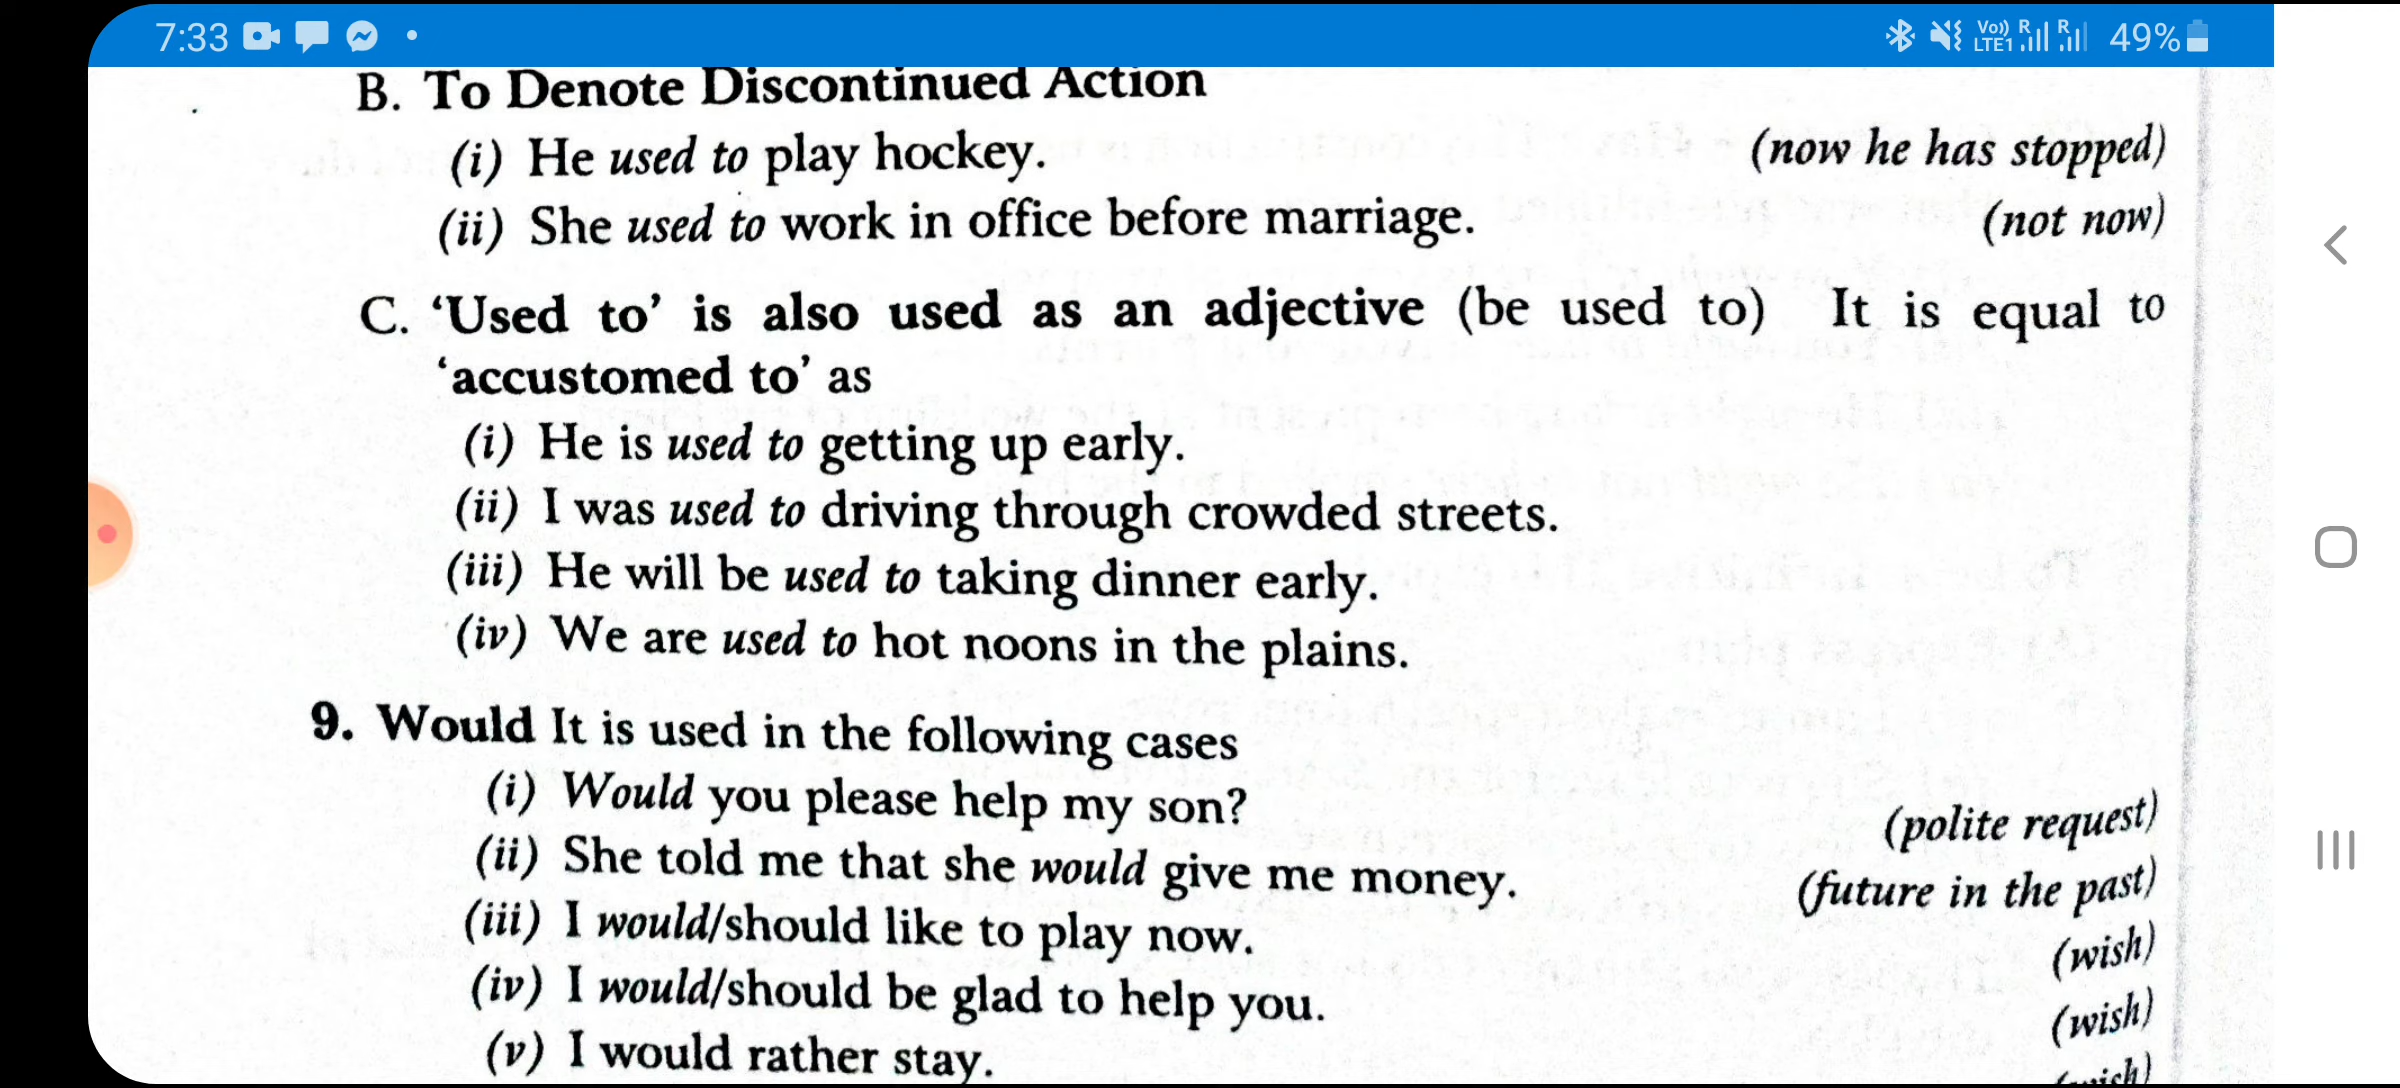 7:33 Vo)) R R LTE1 49%
B. To Denote Discontinued Action
(i) He used to play hockey. (now he has stopped)
(ii) She used to work in office before marriage. (not now)
C. ‘Used to’ is also used as an adjective (be used to) It is equal to
‘accustomed to’ as
(i) He is used to getting up early.
(ii) I was used to driving through crowded streets.
(iii) He will be used to taking dinner early.
(iv) We are used to hot noons in the plains.
9. Would It is used in the following cases
(i) Would you please help my son? (polite request)
(ii) She told me that she would give me money. (future in the past)
(iii) I would/should like to play now. (wish)
(iv) I would/should be glad to help you. (wish)
(v) I would rather stay.